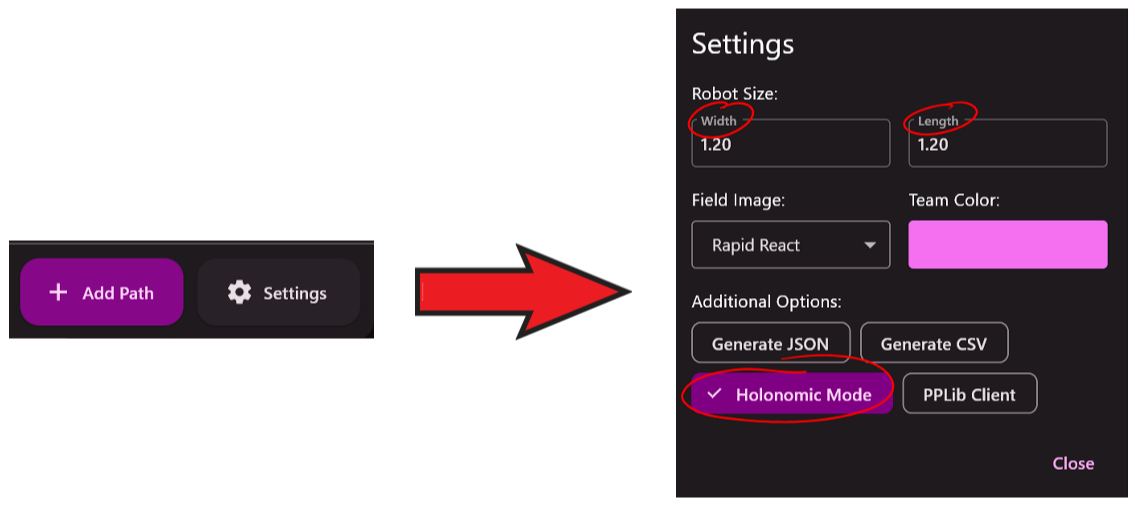 Add Path
Settings
Settings
Robot Size:
Width
Length
1.20
1.20
Field Image:
Team Color:
Rapid React
Additional Options:
Generate JSON
Generate CSV
Holonomic Mode
PPLib Client
Close